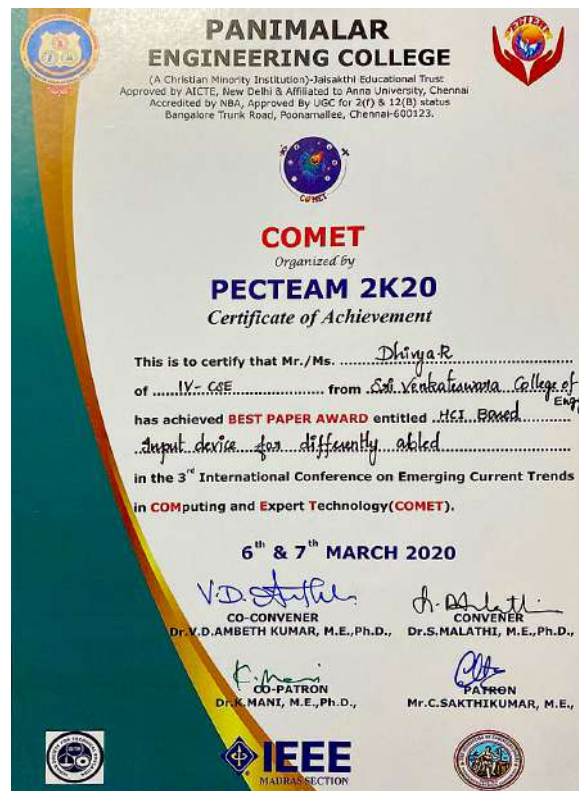 PANIMALAR
ENGINEERING COLLEGE
(A Christian Minority Institution)-Jaisakthi Educational Trust
Approved by AICTE, New Delhi & Affiliated to Anna University, Chennai
Accredited by NBA, Approved By UGC for 2(f) & 12(B) status
Bangalore Trunk Road, Poonamallee, Chennai-600123.
PECTEAM
COMET
COMET
Organized by
PECTEAM 2K20
Certificate of Achievement
This is to certify that Mr./Ms. Dhivya.R
of IV- CSE from Sri Venkateswara College of
Engg
has achieved BEST PAPER AWARD entitled HCI Based
Input device for differently abled
in the 3rd International Conference on Emerging Current Trends
in COMputing and Expert Technology(COMET).
6th & 7th MARCH 2020
CO-CONVENER CONVENER
Dr.V.D.AMBETH KUMAR, M.E.,Ph.D., Dr.S.MALATHI, M.E.,Ph.D.,
K. Mani
CO-PATRON PATRON
Dr.K.MANI, M.E.,Ph.D., Mr.C.SAKTHIKUMAR, M.E.,
IEEE
MADRAS SECTION